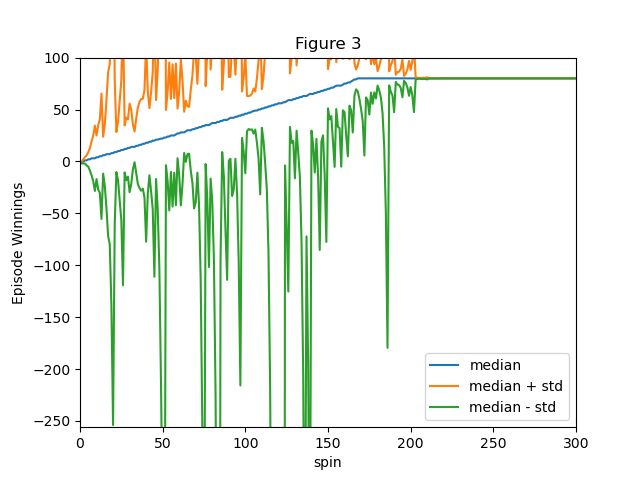 Figure 3
100
50
0
−50
−100
−150
−200
−250
Episode Winnings
0 50 100 150 200 250 300
spin
median
median + std
median - std